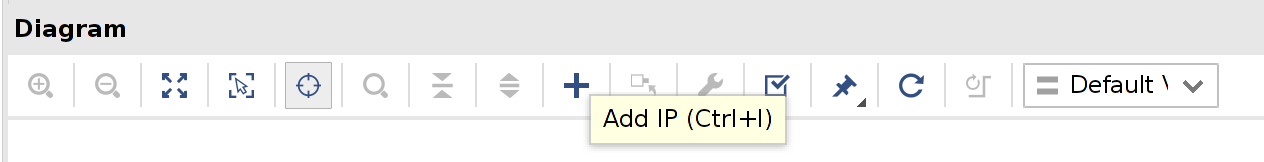 Diagram
Default
Add IP (Ctrl+I)